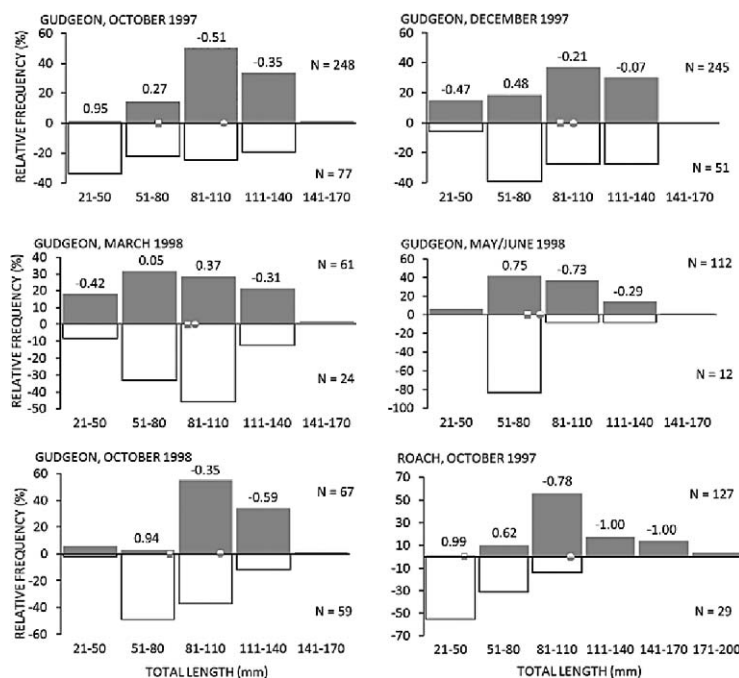 GUDGEON, OCTOBER 1997
RELATIVE FREQUENCY (%)
60
40
20
0
-20
-40
0.95
0.27
-0.51
-0.35
N = 248
N = 77
21-50 51-80 81-110 111-140 141-170
GUDGEON, DECEMBER 1997
60
40
20
0
-20
-40
-60
-0.47
0.48
-0.21
-0.07
N = 245
N = 51
21-50 51-80 81-110 111-140 141-170
GUDGEON, MARCH 1998
RELATIVE FREQUENCY (%)
40
30
20
10
0
-10
-20
-30
-40
-50
-0.42
0.05
0.37
-0.31
N = 61
N = 24
21-50 51-80 81-110 111-140 141-170
GUDGEON, MAY/JUNE 1998
60
40
20
0
-20
-40
-60
-80
-100
0.75
-0.73
-0.29
N = 112
N = 12
21-50 51-80 81-110 111-140 141-170
GUDGEON, OCTOBER 1998
RELATIVE FREQUENCY (%)
60
40
20
0
-20
-40
-60
0.94
-0.35
-0.59
N = 67
N = 59
21-50 51-80 81-110 111-140 141-170
TOTAL LENGTH (mm)
ROACH, OCTOBER 1997
70
50
30
10
-10
-30
-50
-70
0.99
0.62
-0.78
-1.00
-1.00
N = 127
N = 29
21-50 51-80 81-110 111-140 141-170 171-200
TOTAL LENGTH (mm)